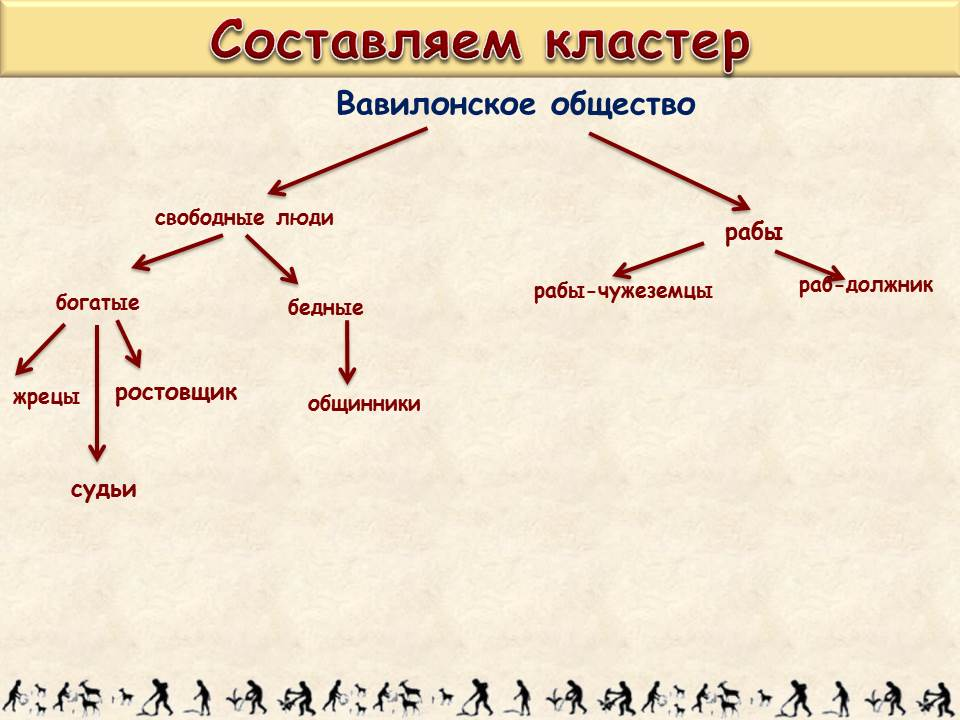 Составляем кластер
Вавилонское общество
свободные люди
рабы
богатые
бедные
рабы-чужеземцы
раб-должник
жрецы
ростовщик
общинники
судьи